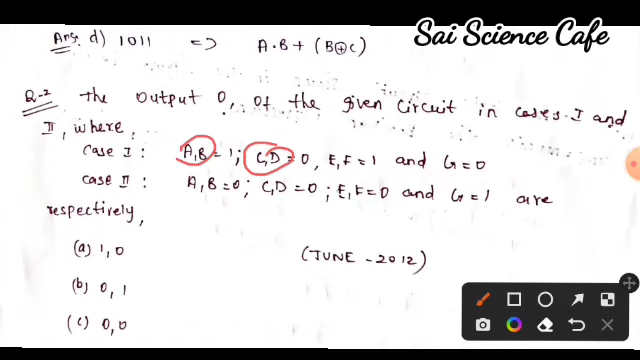 Sai Science Cafe
Ans: d) 1011 => A.B + (B⊕C)
Q-2 The output O, of the given circuit in cases I and
II, where,
Case I: A,B=1; C,D=0, E,F=1 and G=0
case II: A,B=0; C,D=0; E,F=0 and G=1 are
respectively,
(a) 1,0
(JUNE - 2012)
(b) 0,1
(c) 0,0